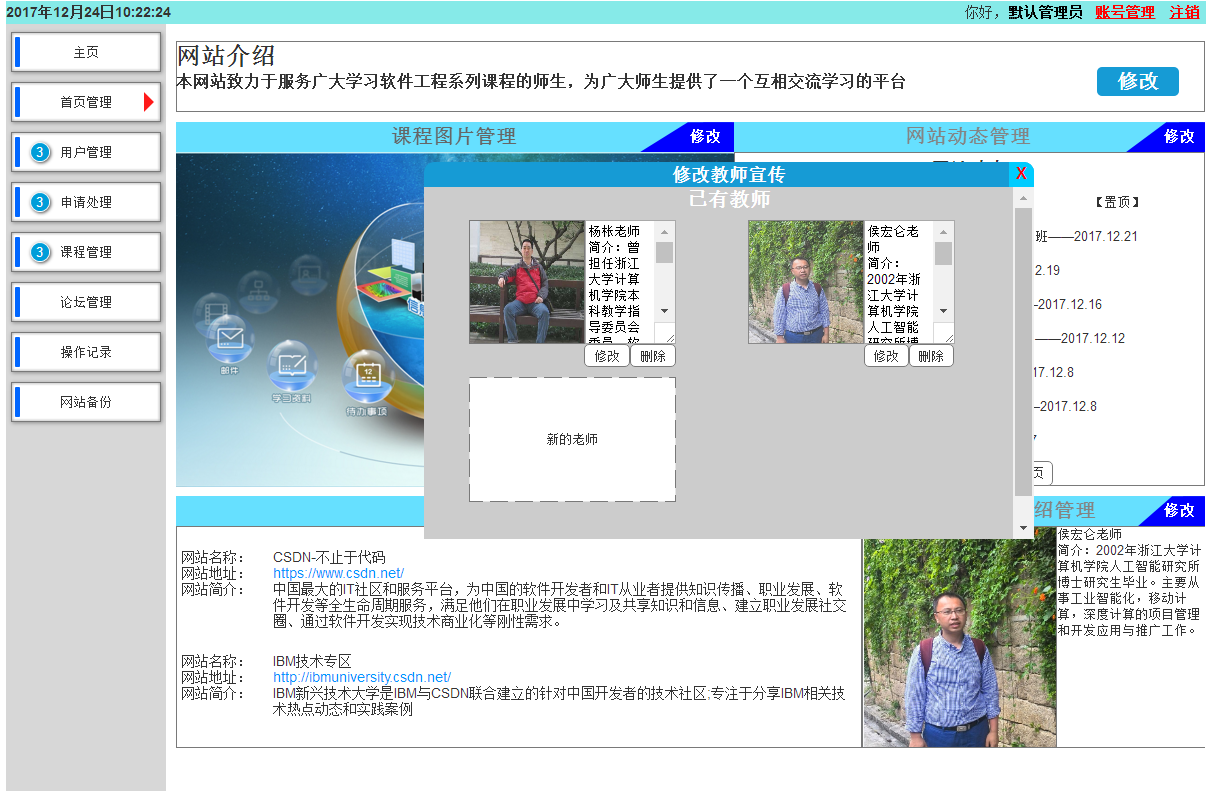 2017年12月24日10:22:24
你好，默认管理员 账号管理 注销
主页
首页管理
3 用户管理
3 申请处理
3 课程管理
论坛管理
操作记录
网站备份
网站介绍
本网站致力于服务广大学习软件工程系列课程的师生，为广大师生提供了一个互相交流学习的平台
修改
课程图片管理
修改
网站动态管理
修改
邮件
学习资料
12
待办事项
【置顶】
班——2017.12.21
2.19
-2017.12.16
——2017.12.12
17.12.8
–2017.12.8
页
修改教师宣传
X
已有教师
杨枨老师
简介：曾
担任浙江
大学计算
机学院本
科教学指
导委员会
修改
删除
侯宏仑老
师
简介：
2002年浙
江大学计
算机学院
人工智能
研究所博
修改
删除
新的老师
绍管理
修改
网站名称： CSDN-不止于代码
网站地址： https://www.csdn.net/
网站简介： 中国最大的IT社区和服务平台，为中国的软件开发者和IT从业者提供知识传播、职业发展、软
件开发等全生命周期服务，满足他们在职业发展中学习及共享知识和信息、建立职业发展社交
圈、通过软件开发实现技术商业化等刚性需求。
网站名称： IBM技术专区
网站地址： http://ibmuniversity.csdn.net/
网站简介： IBM新兴技术大学是IBM与CSDN联合建立的针对中国开发者的技术社区;专注于分享IBM相关技
术热点动态和实践案例
侯宏仑老师
简介：2002年浙江大学计
算机学院人工智能研究所
博士研究生毕业。主要从
事工业智能化，移动计
算，深度计算的项目管理
和开发应用与推广工作。